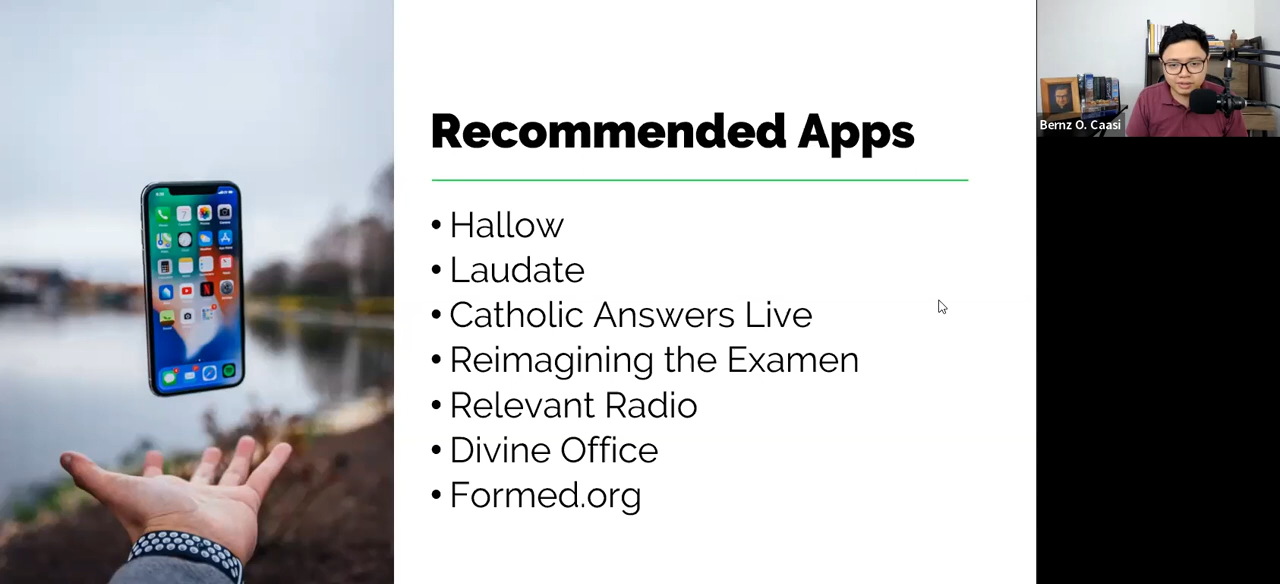 Recommended Apps
• Hallow
• Laudate
• Catholic Answers Live
• Reimagining the Examen
• Relevant Radio
• Divine Office
• Formed.org
Bernz O. Caasi